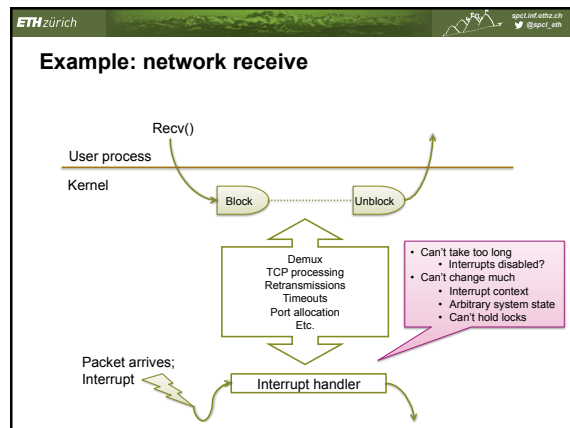 ETH zürich
spcl.inf.ethz.ch
@spcl_eth
Example: network receive
Recv()
User process
Kernel
Block
Unblock
Demux
TCP processing
Retransmissions
Timeouts
Port allocation
Etc.
• Can't take too long
• Interrupts disabled?
• Can't change much
• Interrupt context
• Arbitrary system state
• Can't hold locks
Packet arrives;
Interrupt
Interrupt handler